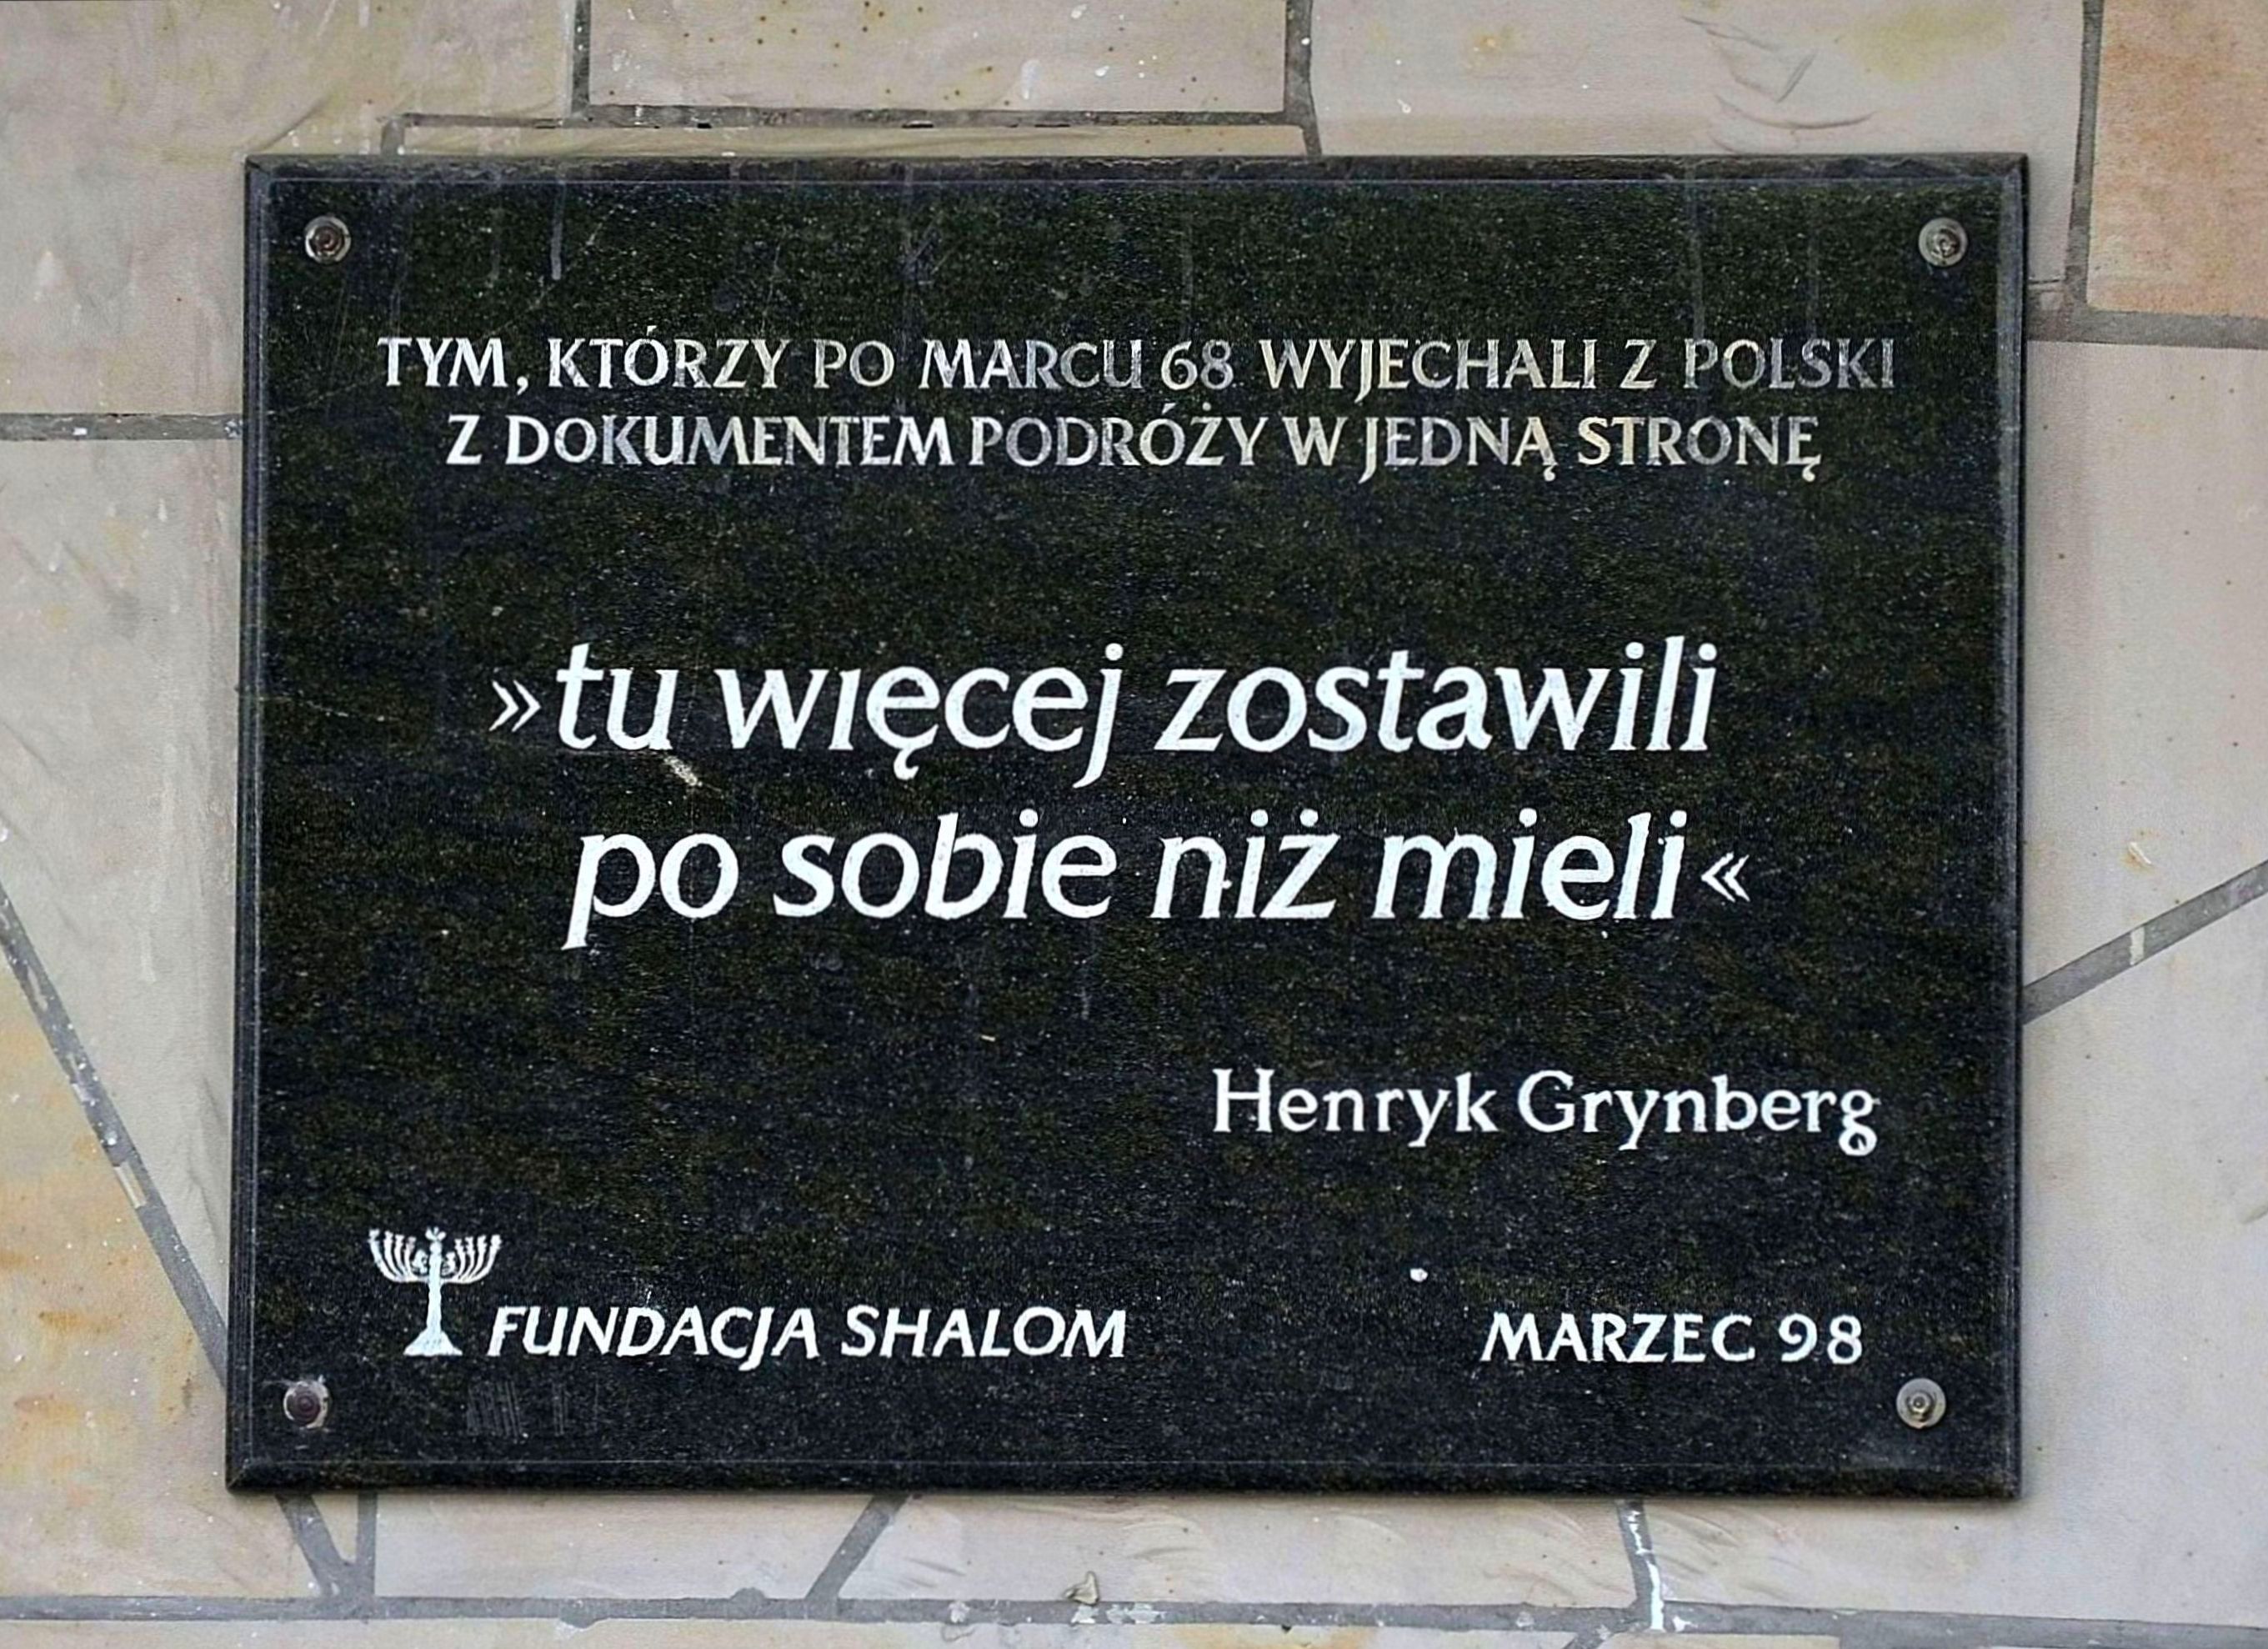 TYM, KTÓRZY PO MARCU 68 WYJECHALI Z POLSKI
Z DOKUMENTEM PODRÓŻY W JEDNĄ STRONĘ
»tu więcej zostawili
po sobie niż mieli«
Henryk Grynberg
FUNDACJA SHALOM
MARZEC 98